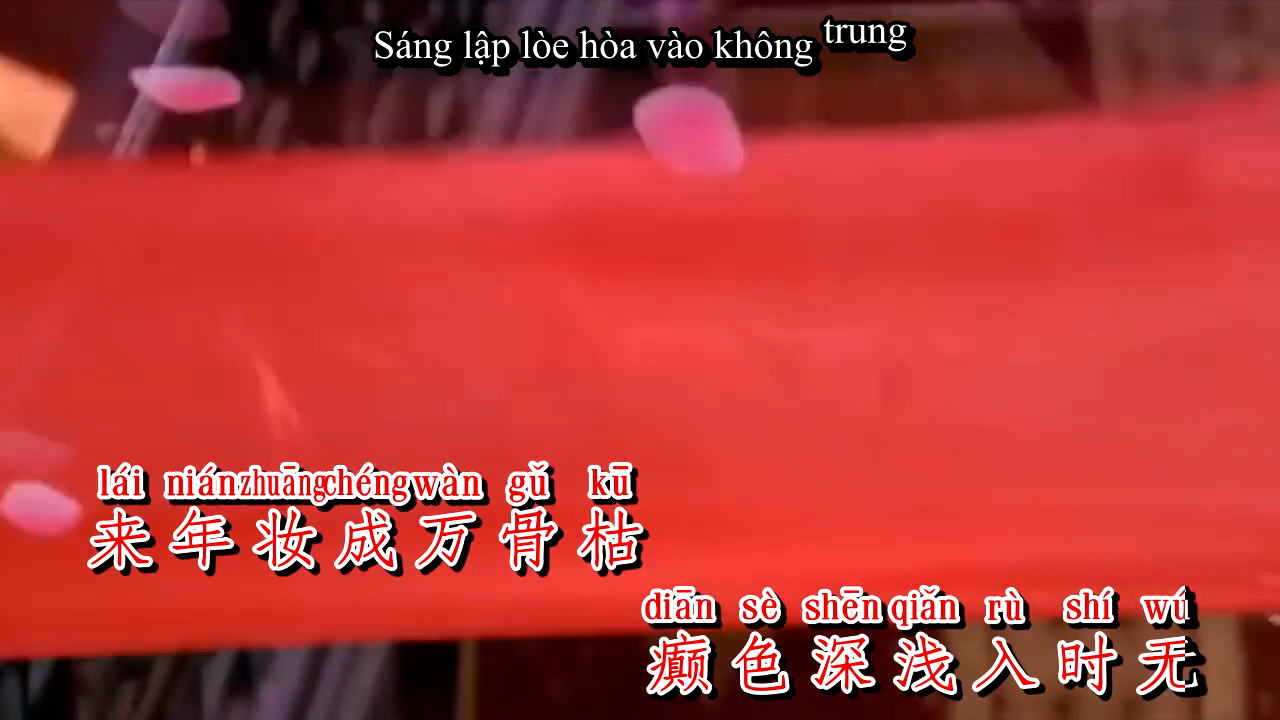 Sáng lập lòe hòa vào không trung
lái nián zhuāng chéng wàn gǔ kū
来年妆成万骨枯
diān sè shēn qiǎn rù shí wú
癫色深浅入时无